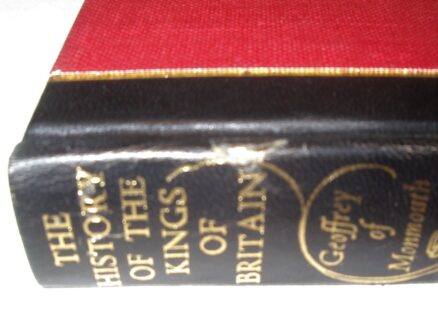 THE
HISTORY
OF THE
KINGS
OF
BRITAIN
Geoffrey
of
Monmouth